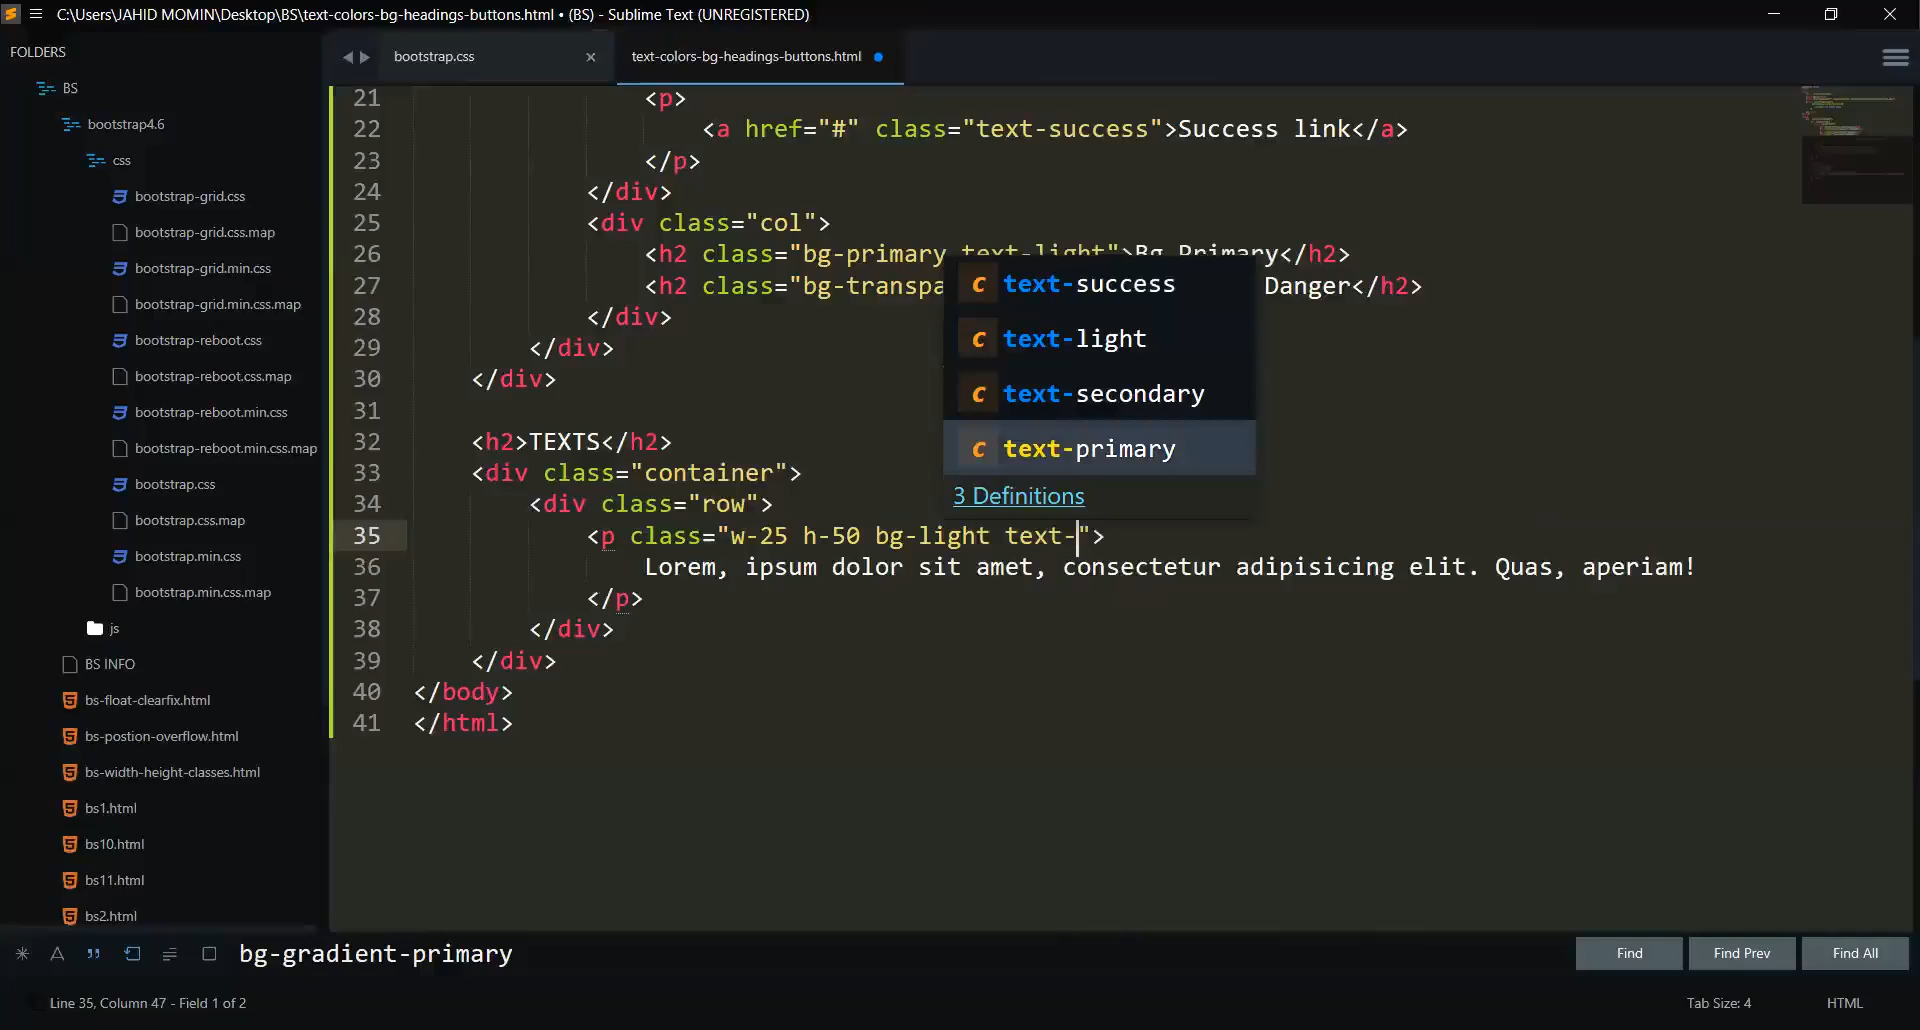 C:\Users\JAHID MOMIN\Desktop\BS\text-colors-bg-headings-buttons.html • (BS) - Sublime Text (UNREGISTERED)
FOLDERS
BS
bootstrap4.6
css
bootstrap-grid.css
bootstrap-grid.css.map
bootstrap-grid.min.css
bootstrap-grid.min.css.map
bootstrap-reboot.css
bootstrap-reboot.css.map
bootstrap-reboot.min.css
bootstrap-reboot.min.css.map
bootstrap.css
bootstrap.css.map
bootstrap.min.css
bootstrap.min.css.map
js
BS INFO
bs-float-clearfix.html
bs-postion-overflow.html
bs-width-height-classes.html
bs1.html
bs10.html
bs11.html
bs2.html
bootstrap.css
text-colors-bg-headings-buttons.html
21 <p>
22 <a href="#" class="text-success">Success link</a>
23 </p>
24 </div>
25 <div class="col">
26 <h2 class="bg-primary text-light">Bg Primary</h2>
27 <h2 class="bg-transpa Danger</h2>
28 </div>
29 </div>
30 </div>
31
32 <h2>TEXTS</h2>
33 <div class="container">
34 <div class="row">
35 <p class="w-25 h-50 bg-light text-">
36 Lorem, ipsum dolor sit amet, consectetur adipisicing elit. Quas, aperiam!
37 </p>
38 </div>
39 </div>
40 </body>
41 </html>
c text-success
c text-light
c text-secondary
c text-primary
3 Definitions
bg-gradient-primary
Find
Find Prev
Find All
Line 35, Column 47 - Field 1 of 2
Tab Size: 4
HTML